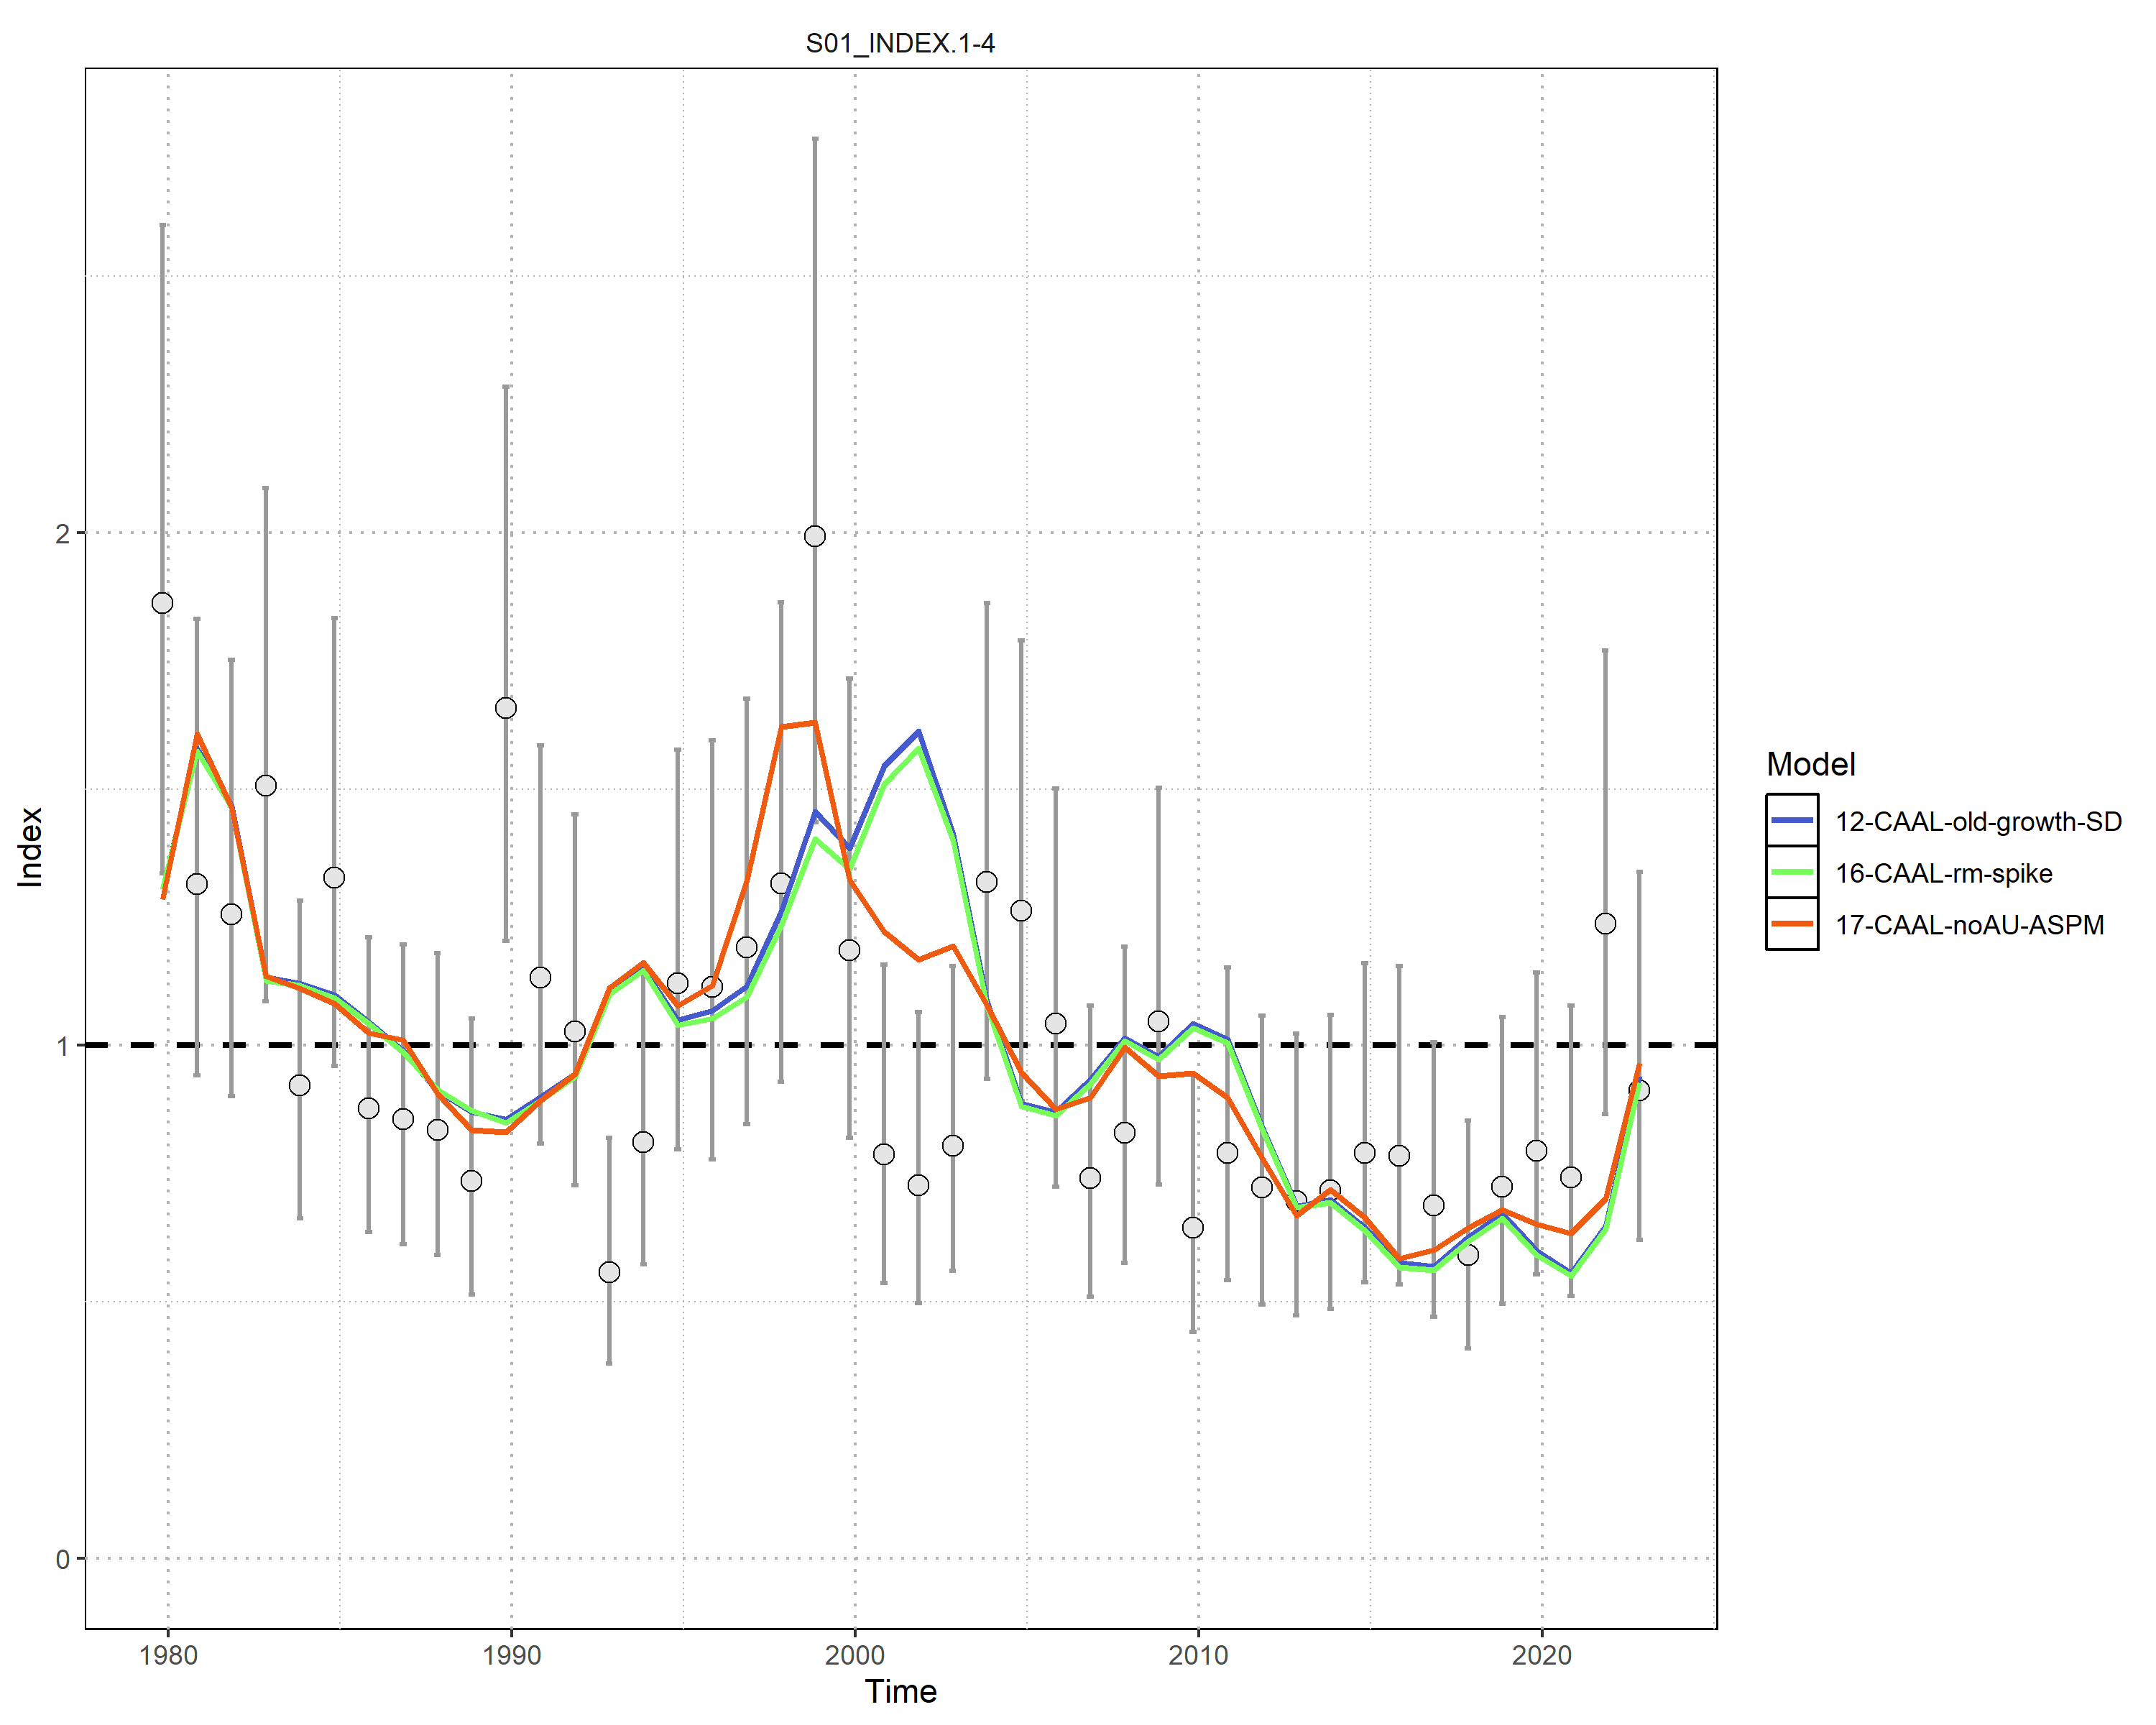 S01_INDEX.1-4
2
1
0
Index
1980 1990 2000 2010 2020
Time
Model
12-CAAL-old-growth-SD
16-CAAL-rm-spike
17-CAAL-noAU-ASPM